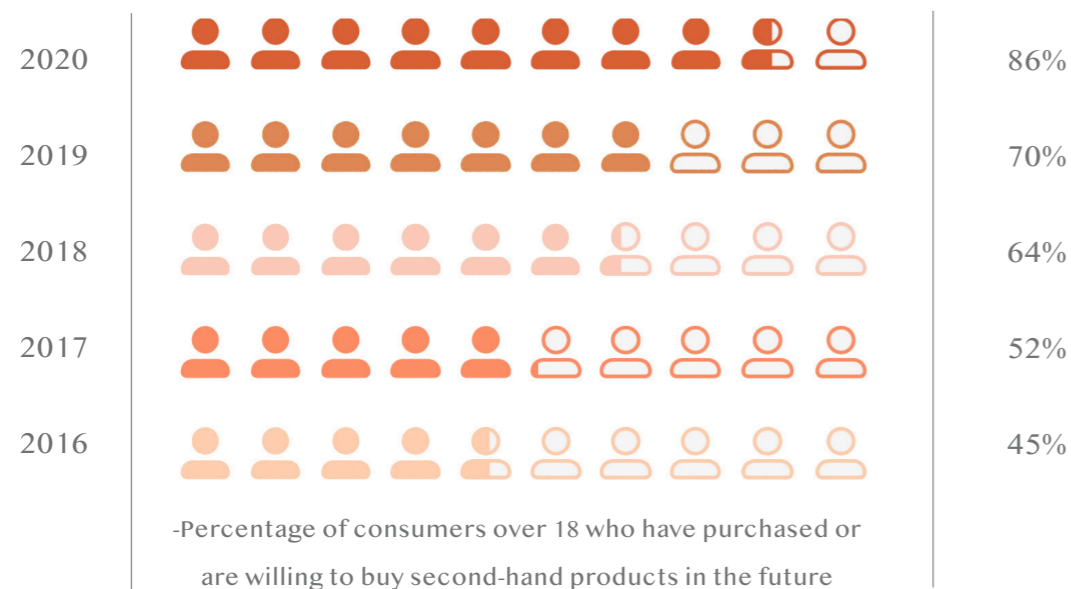 2020 86%
2019 70%
2018 64%
2017 52%
2016 45%
-Percentage of consumers over 18 who have purchased or
are willing to buy second-hand products in the future